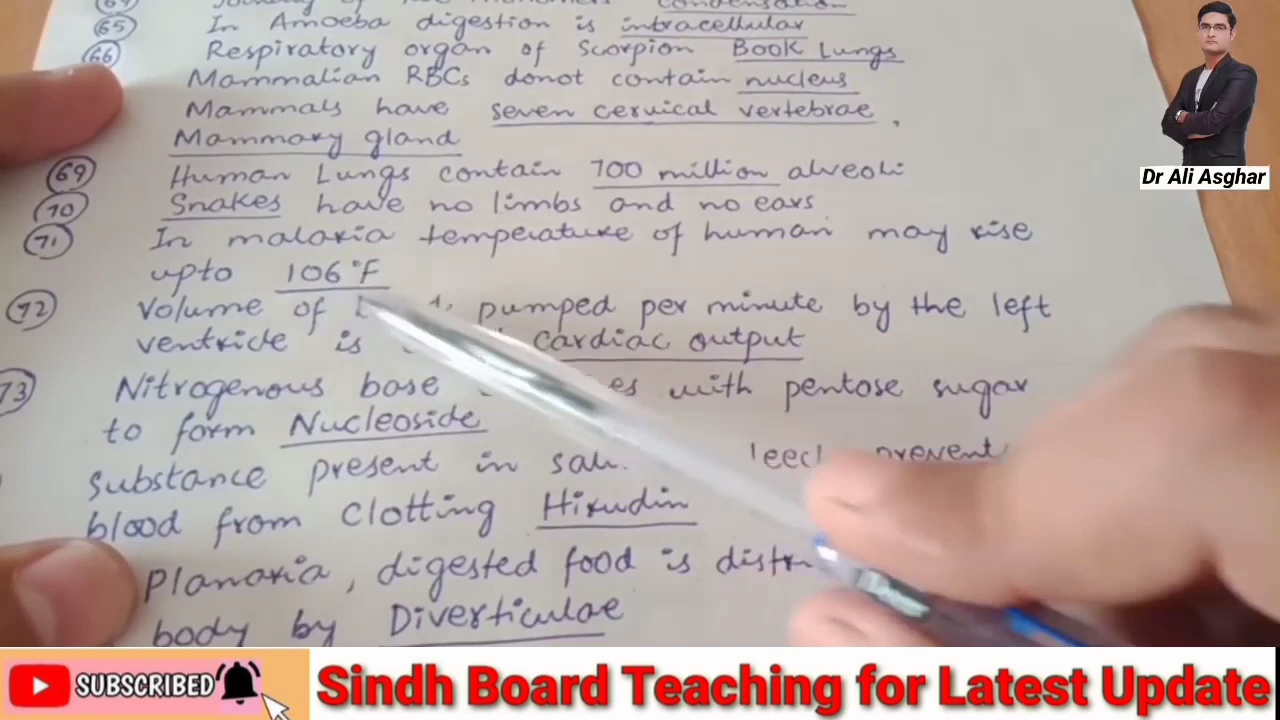 64
65 In Amoeba digestion is intracellular
66 Respiratory organ of Scorpion Book Lungs
Mammalian RBCs donot contain nucleus
Mammals have seven cervical vertebrae,
Mammary gland
69 Human Lungs contain 700 million alveoli
70 Snakes have no limbs and no ears
71 In malaria temperature of human may rise
upto 106°F
72 Volume of pumped per minute by the left
ventricle is cardiac output
73 Nitrogenous base with pentose sugar
to form Nucleoside
substance present in leech prevent
blood from Clotting Hirudin
Planaria, digested food is
body by Diverticulae
Dr Ali Asghar
SUBSCRIBED Sindh Board Teaching for Latest Update